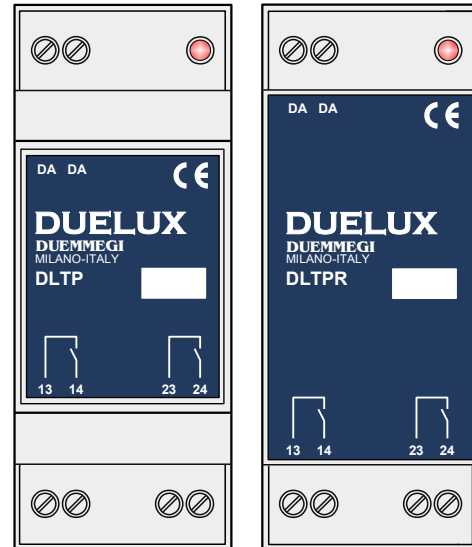 DA DA CE
DUELUX
DUEMMEGI
MILANO-ITALY
DLTP
13 14 23 24
DA DA CE
DUELUX
DUEMMEGI
MILANO-ITALY
DLTPR
13 14 23 24